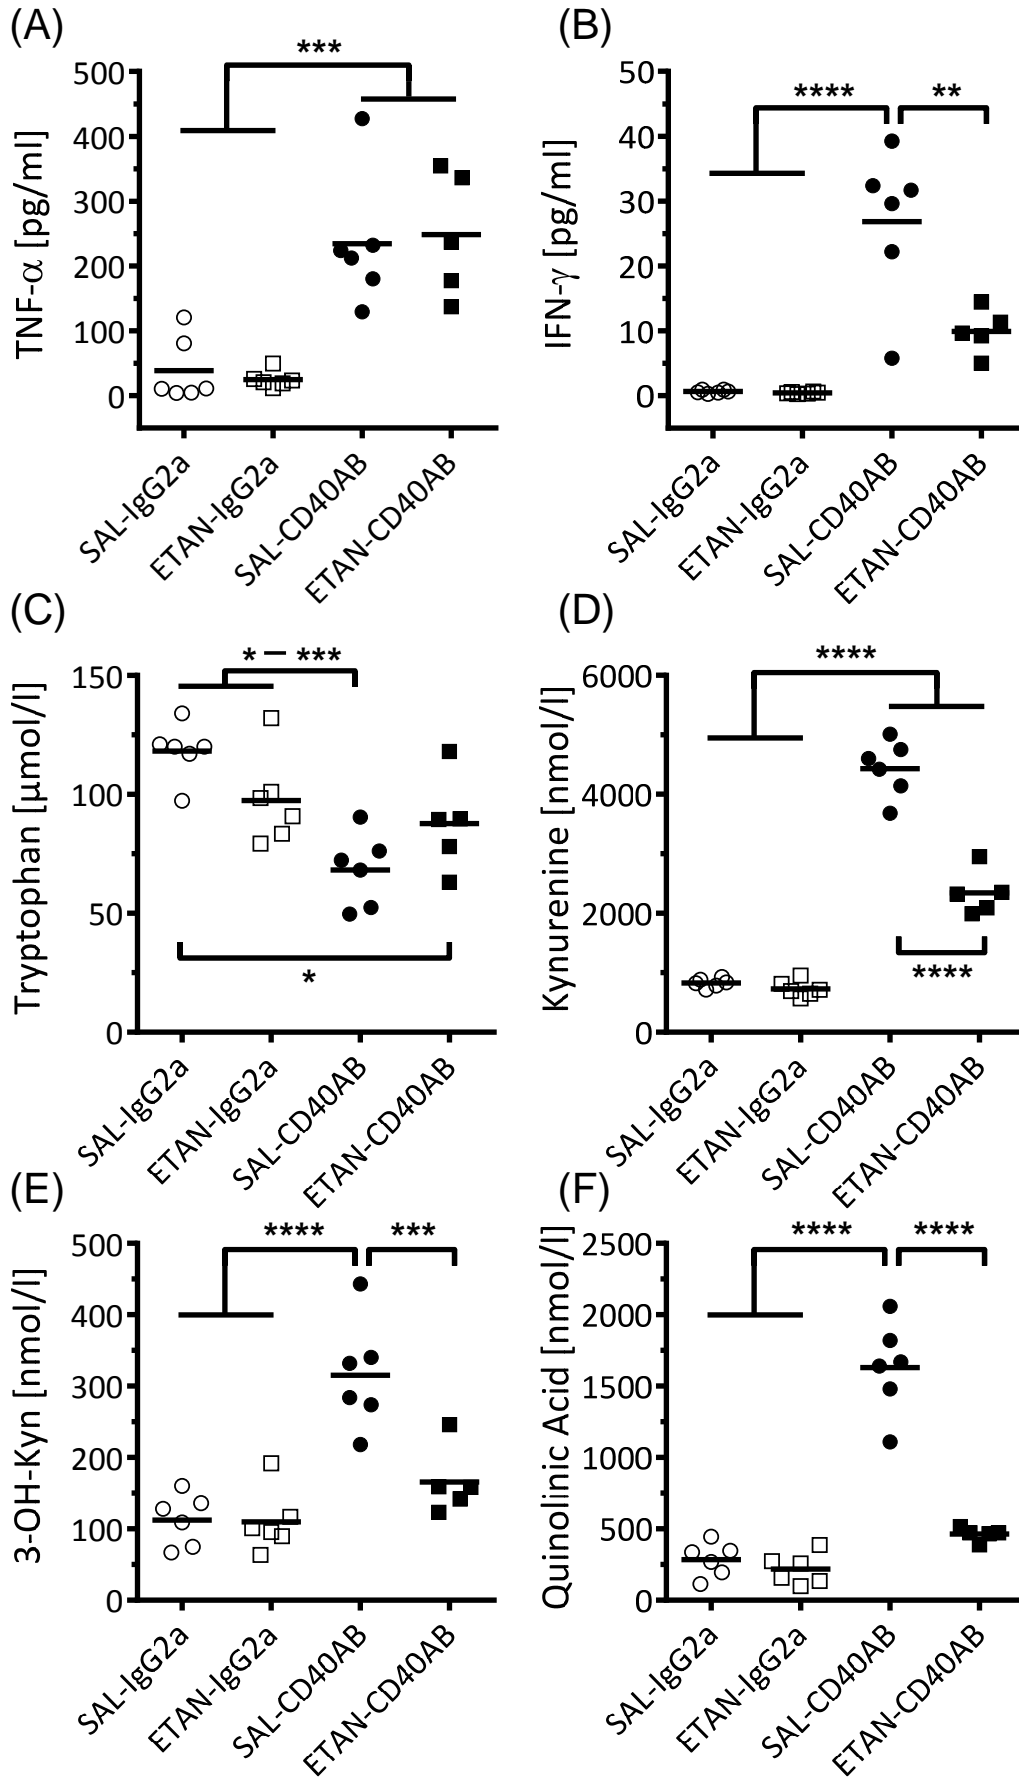 (A)
***
TNF-α [pg/ml]
500
400
300
200
100
0
SAL-IgG2a
ETAN-IgG2a
SAL-CD40AB
ETAN-CD40AB
(B)
****
**
IFN-γ [pg/ml]
50
40
30
20
10
0
SAL-IgG2a
ETAN-IgG2a
SAL-CD40AB
ETAN-CD40AB
(C)
* – ***
Tryptophan [µmol/l]
150
100
50
0
*
SAL-IgG2a
ETAN-IgG2a
SAL-CD40AB
ETAN-CD40AB
(D)
****
Kynurenine [nmol/l]
6000
4000
2000
0
****
SAL-IgG2a
ETAN-IgG2a
SAL-CD40AB
ETAN-CD40AB
(E)
****
***
3-OH-Kyn [nmol/l]
500
400
300
200
100
0
SAL-IgG2a
ETAN-IgG2a
SAL-CD40AB
ETAN-CD40AB
(F)
****
****
Quinolinic Acid [nmol/l]
2500
2000
1500
1000
500
0
SAL-IgG2a
ETAN-IgG2a
SAL-CD40AB
ETAN-CD40AB